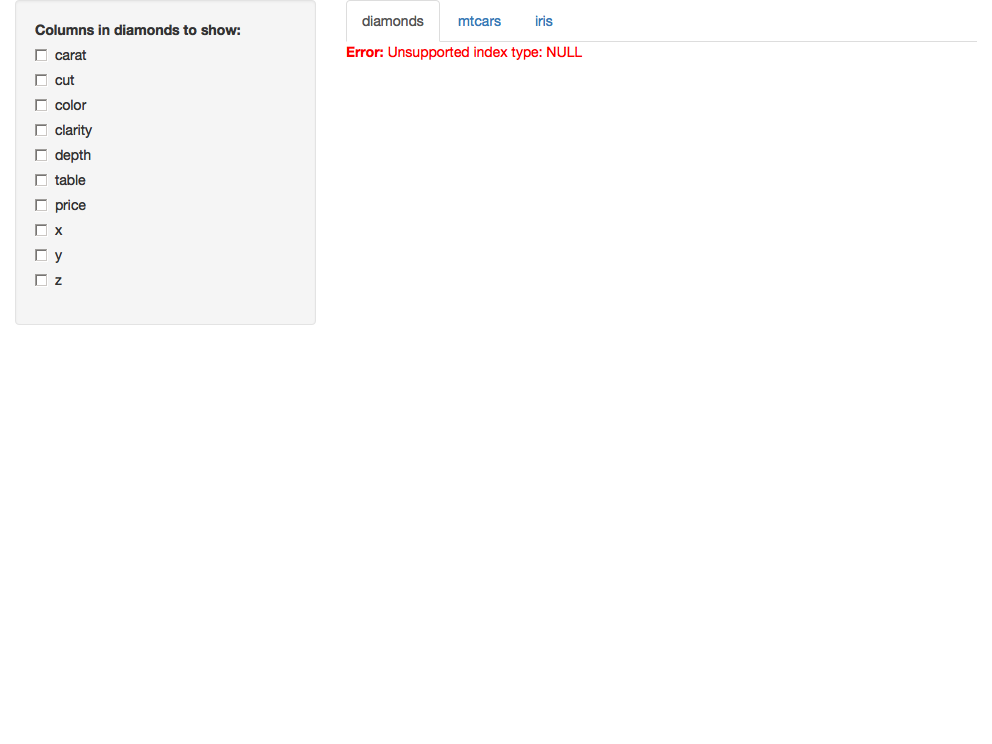 Columns in diamonds to show:
carat
cut
color
clarity
depth
table
price
x
y
z
diamonds mtcars iris
Error: Unsupported index type: NULL